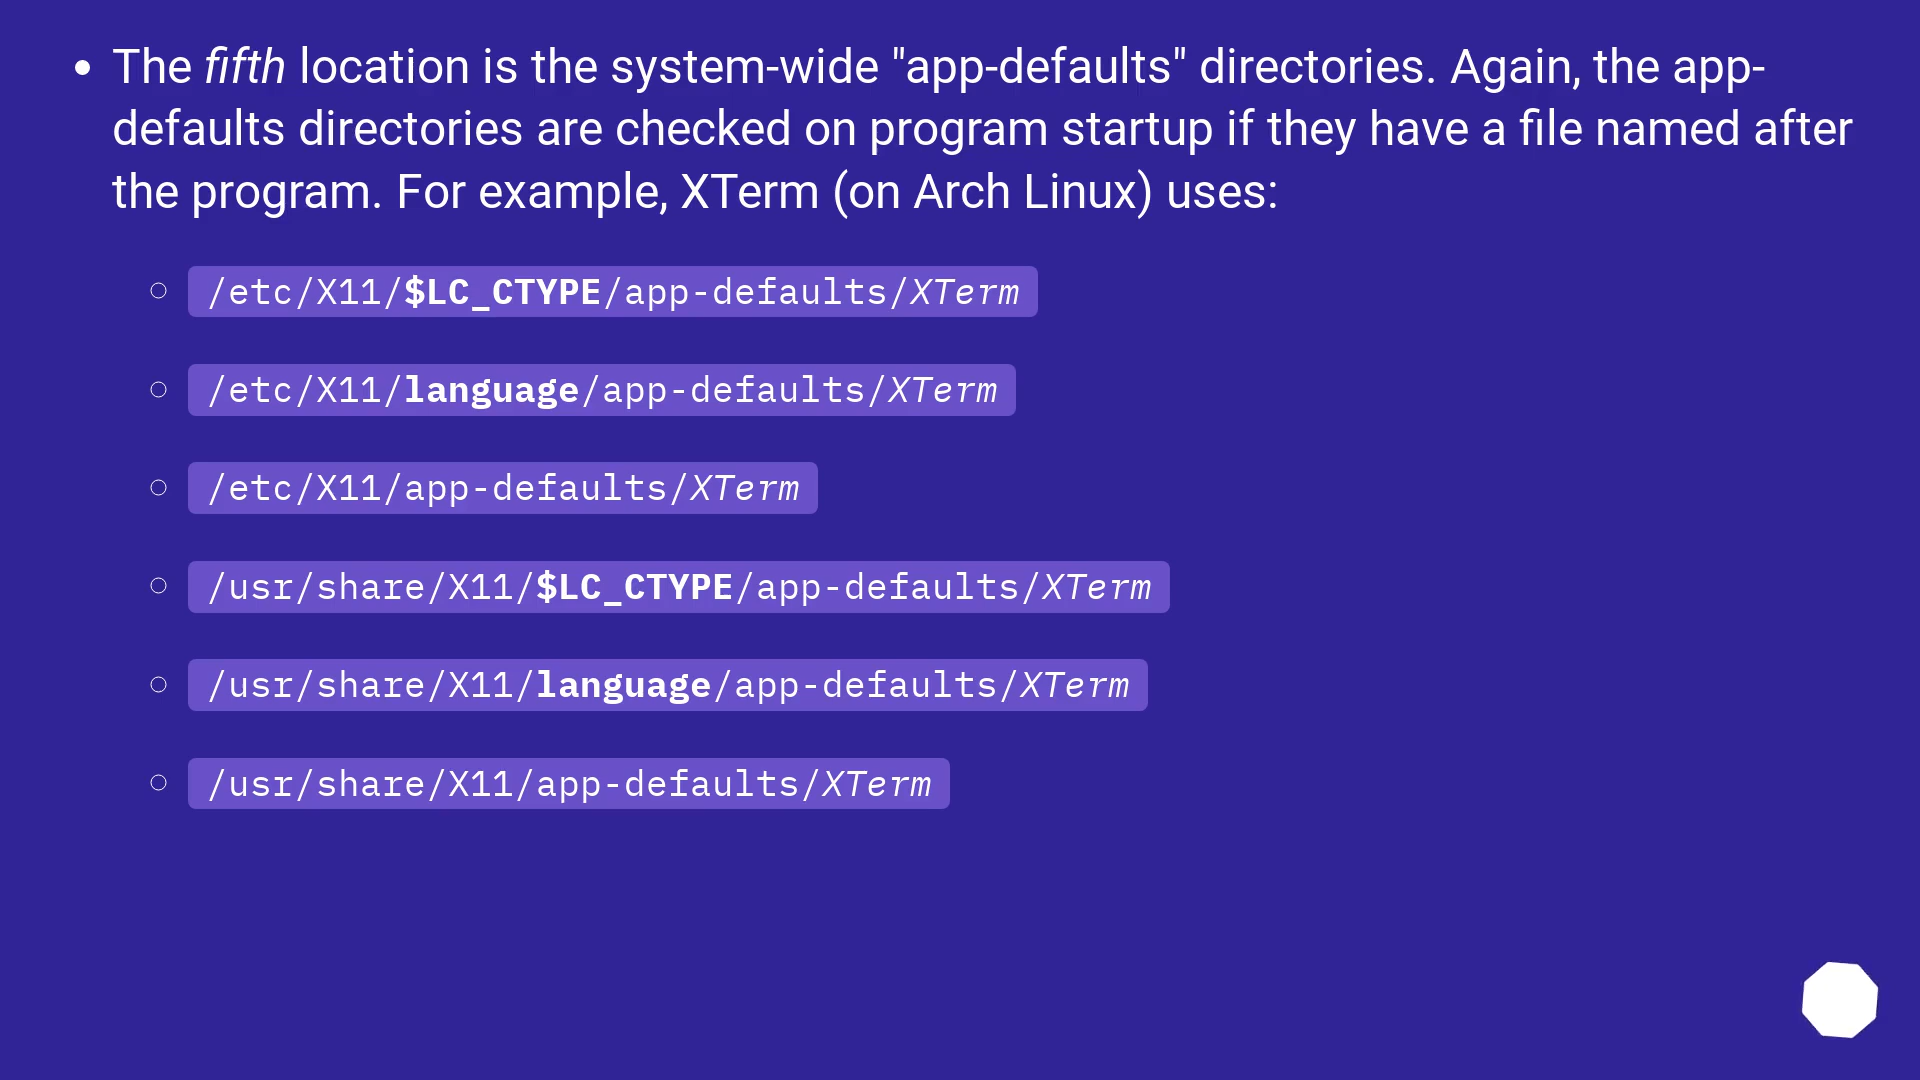 • The fifth location is the system-wide "app-defaults" directories. Again, the app-
defaults directories are checked on program startup if they have a file named after
the program. For example, XTerm (on Arch Linux) uses:
○ /etc/X11/$LC_CTYPE/app-defaults/XTerm
○ /etc/X11/language/app-defaults/XTerm
○ /etc/X11/app-defaults/XTerm
○ /usr/share/X11/$LC_CTYPE/app-defaults/XTerm
○ /usr/share/X11/language/app-defaults/XTerm
○ /usr/share/X11/app-defaults/XTerm